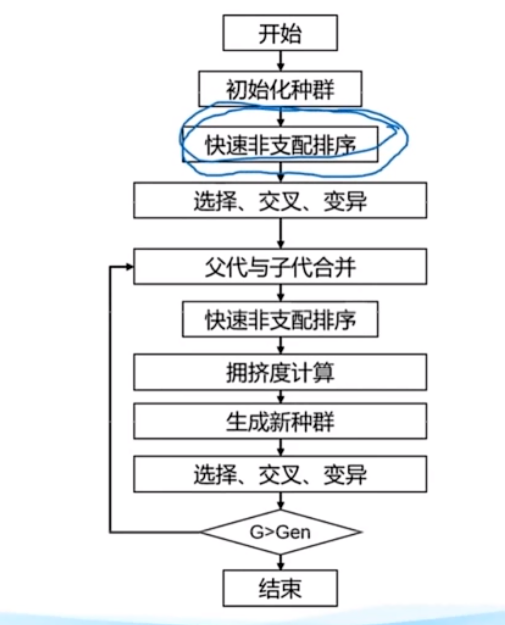 开始
初始化种群
快速非支配排序
选择、交叉、变异
父代与子代合并
快速非支配排序
拥挤度计算
生成新种群
选择、交叉、变异
G>Gen
结束